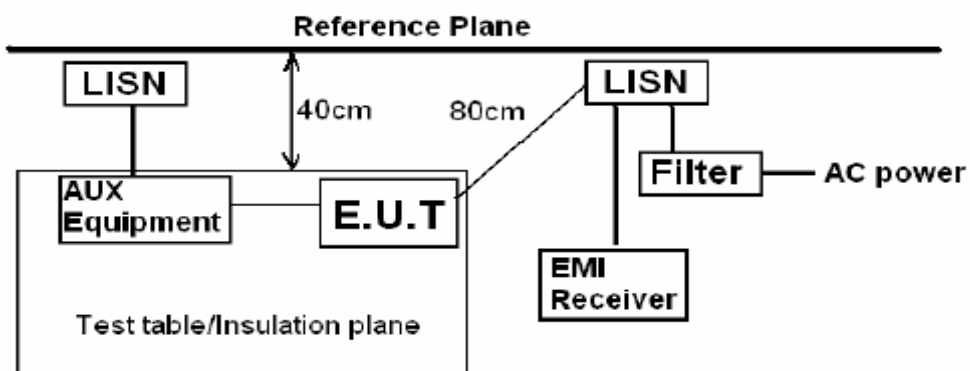 Reference Plane
LISN
40cm
80cm
LISN
AUX
Equipment
E.U.T
Filter
AC power
EMI
Receiver
Test table/Insulation plane